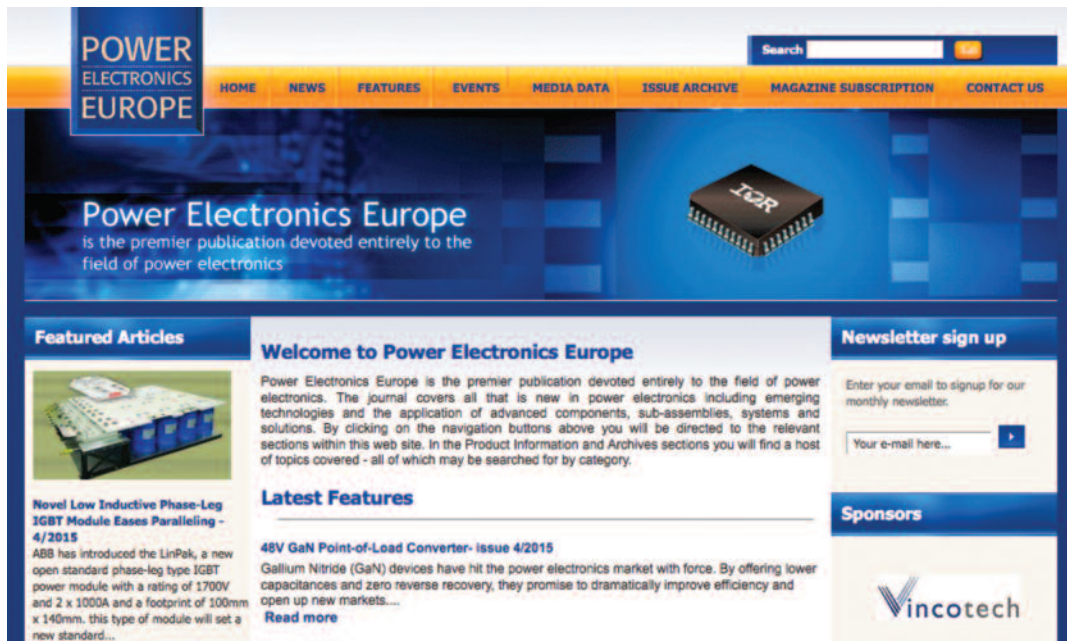 POWER
ELECTRONICS
EUROPE
Search
Go
HOME NEWS FEATURES EVENTS MEDIA DATA ISSUE ARCHIVE MAGAZINE SUBSCRIPTION CONTACT US
Power Electronics Europe
is the premier publication devoted entirely to the
field of power electronics
IOR
Featured Articles
Novel Low Inductive Phase-Leg
IGBT Module Eases Paralleling -
4/2015
ABB has introduced the LinPak, a new
open standard phase-leg type IGBT
power module with a rating of 1700V
and 2 x 1000A and a footprint of 100mm
x 140mm. this type of module will set a
new standard...
Welcome to Power Electronics Europe
Power Electronics Europe is the premier publication devoted entirely to the field of power
electronics. The journal covers all that is new in power electronics including emerging
technologies and the application of advanced components, sub-assemblies, systems and
solutions. By clicking on the navigation buttons above you will be directed to the relevant
sections within this web site. In the Product Information and Archives sections you will find a host
of topics covered - all of which may be searched for by category.
Latest Features
48V GaN Point-of-Load Converter- issue 4/2015
Gallium Nitride (GaN) devices have hit the power electronics market with force. By offering lower
capacitances and zero reverse recovery, they promise to dramatically improve efficiency and
open up new markets....
Read more
Newsletter sign up
Enter your email to signup for our
monthly newsletter.
Your e-mail here...
Sponsors
Vincotech